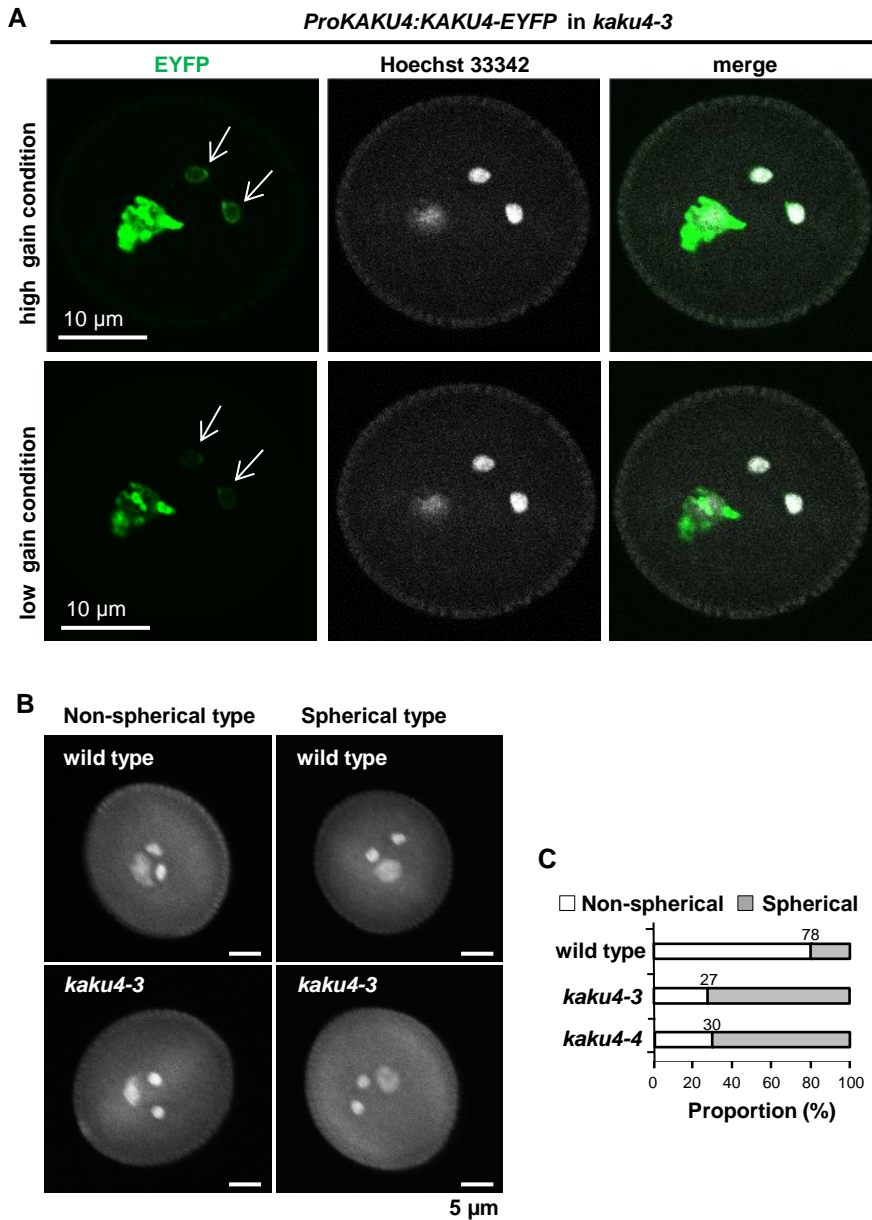 A
ProKAKU4:KAKU4-EYFP in kaku4-3
EYFP
Hoechst 33342
merge
high gain condition
10 µm
low gain condition
10 µm
B
Non-spherical type
Spherical type
wild type
wild type
kaku4-3
kaku4-3
5 µm
C
Non-spherical
Spherical
wild type
78
kaku4-3
27
kaku4-4
30
0 20 40 60 80 100
Proportion (%)